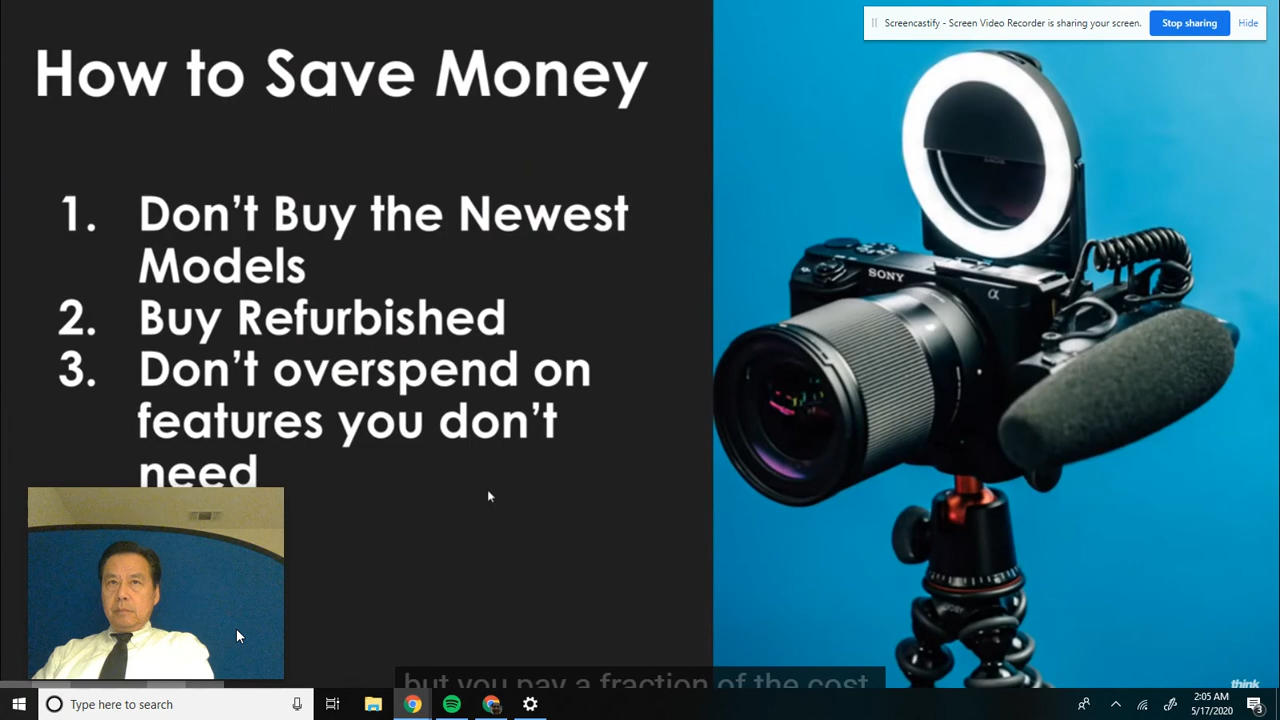 Screencastify - Screen Video Recorder is sharing your screen. Stop sharing Hide
How to Save Money
1. Don’t Buy the Newest
Models
2. Buy Refurbished
3. Don’t overspend on
features you don’t
need
SONY
α
but you pay a fraction of the cost
think
Type here to search
2:05 AM
5/17/2020
3